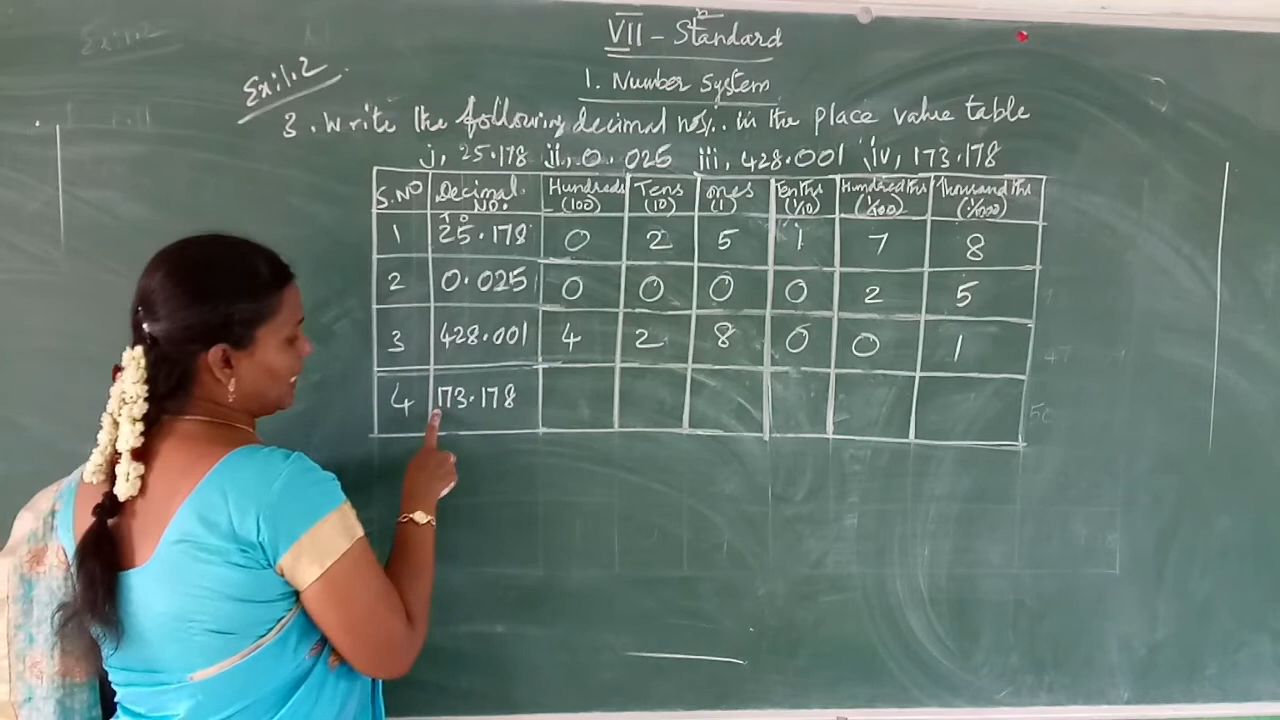 VII - Standard
Ex:1.2
1. Number System
3. Write the following decimal nos. in the place value table
i, 25.178 ii, 0.025 iii, 428.001 iv, 173.178
S.NO Decimal NO. Hundreds (100) Tens (10) ones (1) Tenths (1/10) Hundredths (1/100) Thousandths (1/1000)
T O
1 25.178 0 2 5 1 7 8
2 0.025 0 0 0 0 2 5
3 428.001 4 2 8 0 0 1
4 173.178